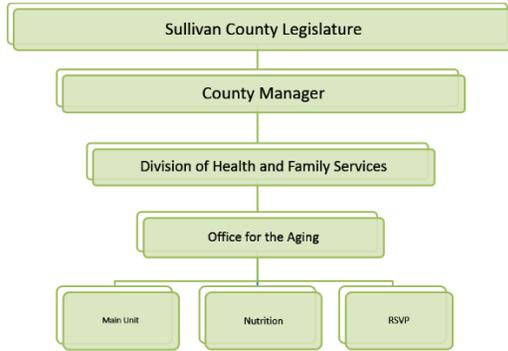 Sullivan County Legislature
County Manager
Division of Health and Family Services
Office for the Aging
Main Unit
Nutrition
RSVP